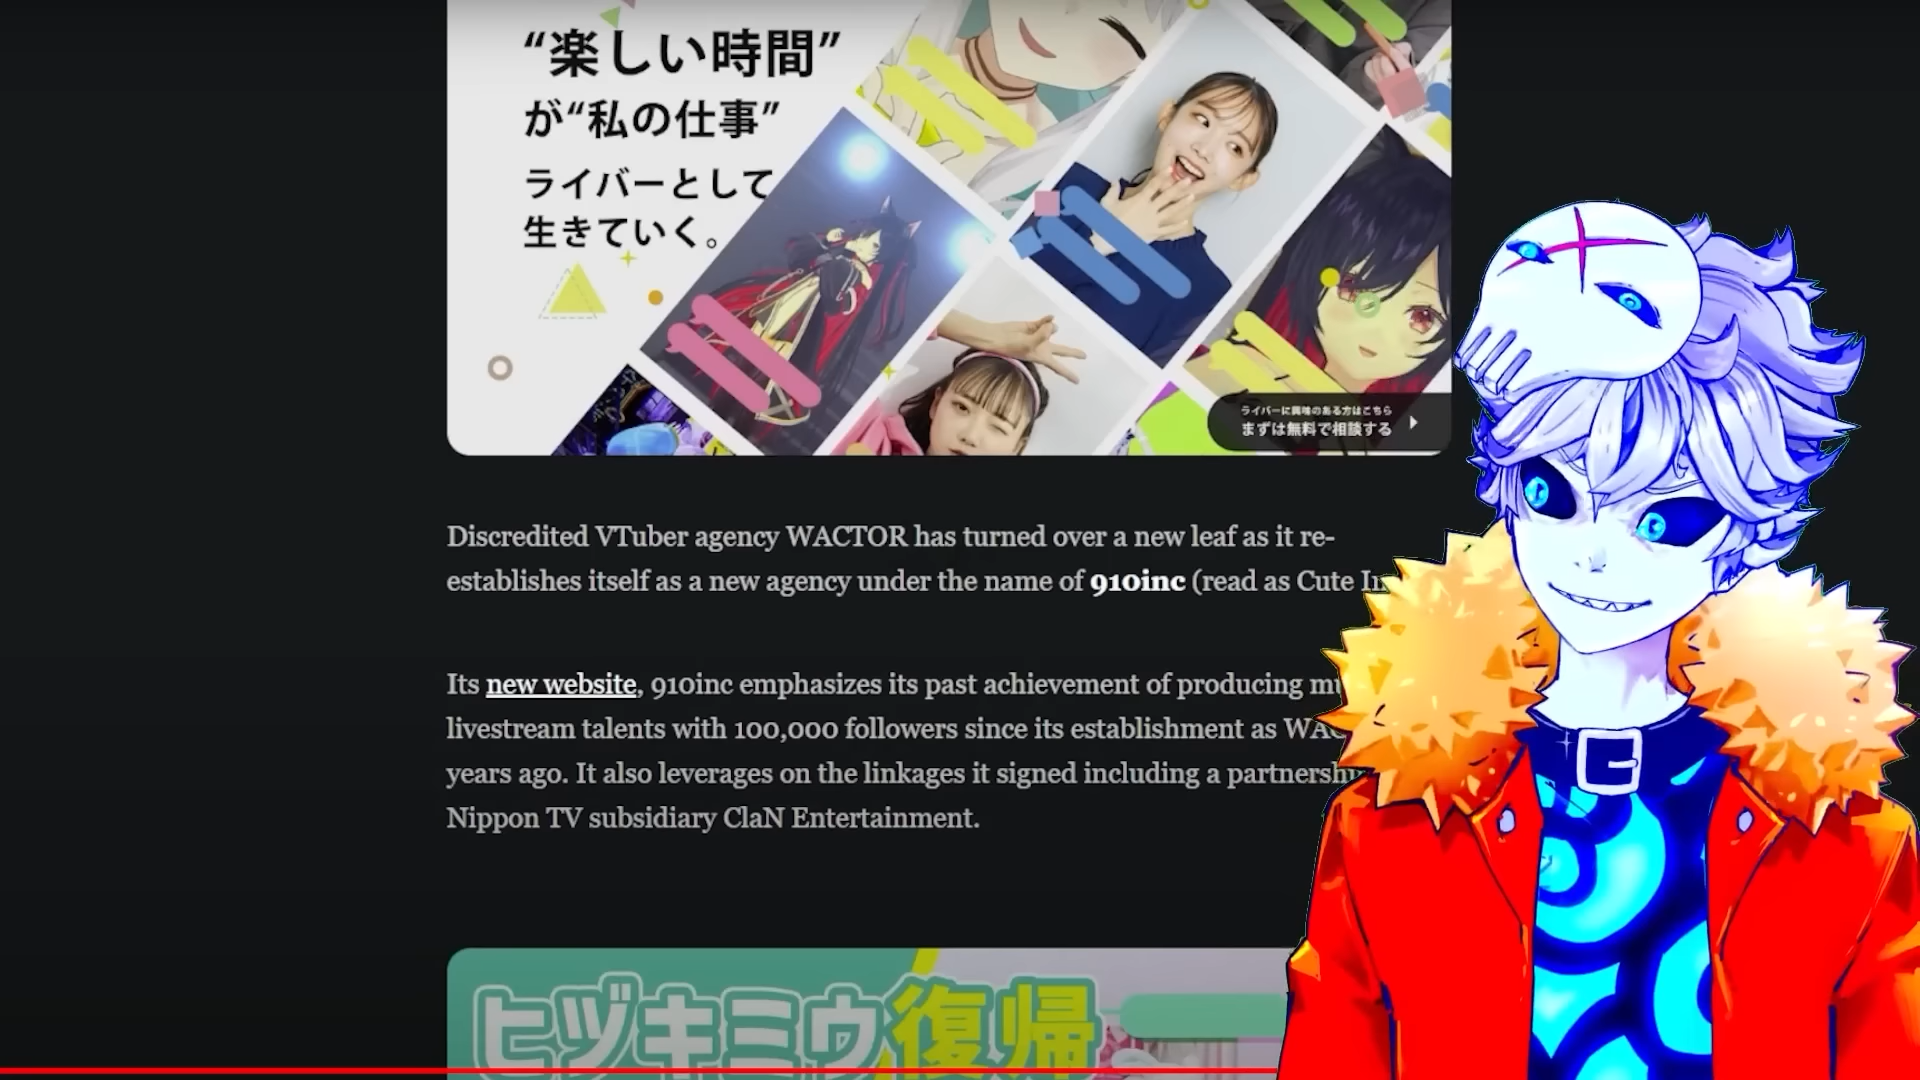 “楽しい時間”
が“私の仕事”
ライバーとして
生きていく。
ライバーに興味のある方はこちら
まずは無料で相談する
Discredited VTuber agency WACTOR has turned over a new leaf as it re-
establishes itself as a new agency under the name of 910inc (read as Cute
Its new website, 910inc emphasizes its past achievement of producing
livestream talents with 100,000 followers since its establishment as
years ago. It also leverages on the linkages it signed including a
Nippon TV subsidiary ClaN Entertainment.
ヒヅキミウ復帰